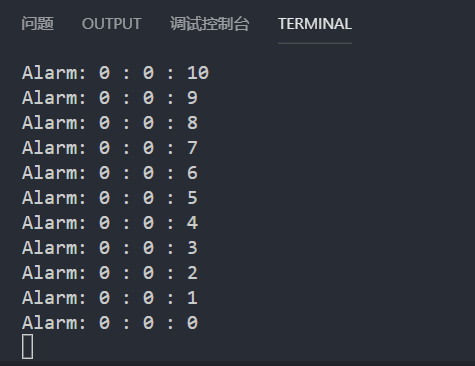 问题 OUTPUT 调试控制台 TERMINAL
Alarm: 0 : 0 : 10
Alarm: 0 : 0 : 9
Alarm: 0 : 0 : 8
Alarm: 0 : 0 : 7
Alarm: 0 : 0 : 6
Alarm: 0 : 0 : 5
Alarm: 0 : 0 : 4
Alarm: 0 : 0 : 3
Alarm: 0 : 0 : 2
Alarm: 0 : 0 : 1
Alarm: 0 : 0 : 0